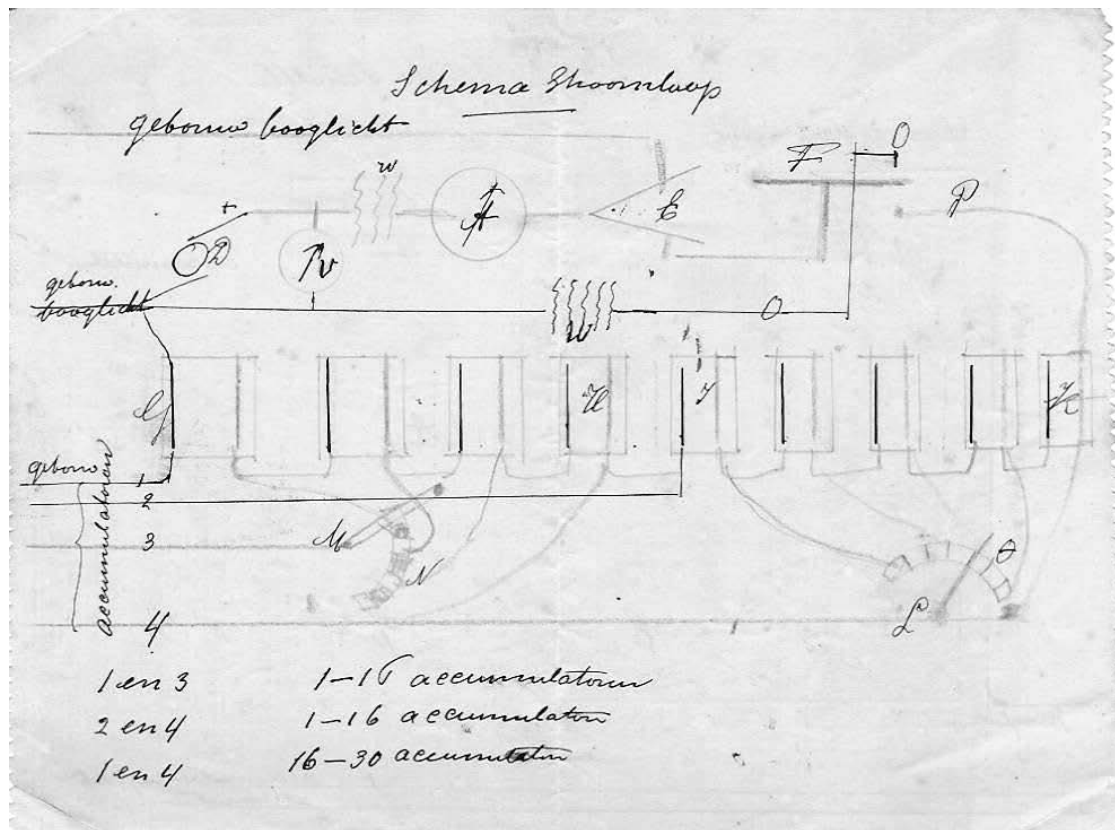 Schema Stroomloop
gebouw booglicht
O
F
w
A
E
P
+
D
V
gebouw.
booglicht
O
W
G
H
J
K
gebouw
1
2
accumulatoren
3
M
N
O
L
4
1 en 3 1–16 accumulatoren
2 en 4 1–16 accumulatoren
1 en 4 16–30 accumulatoren